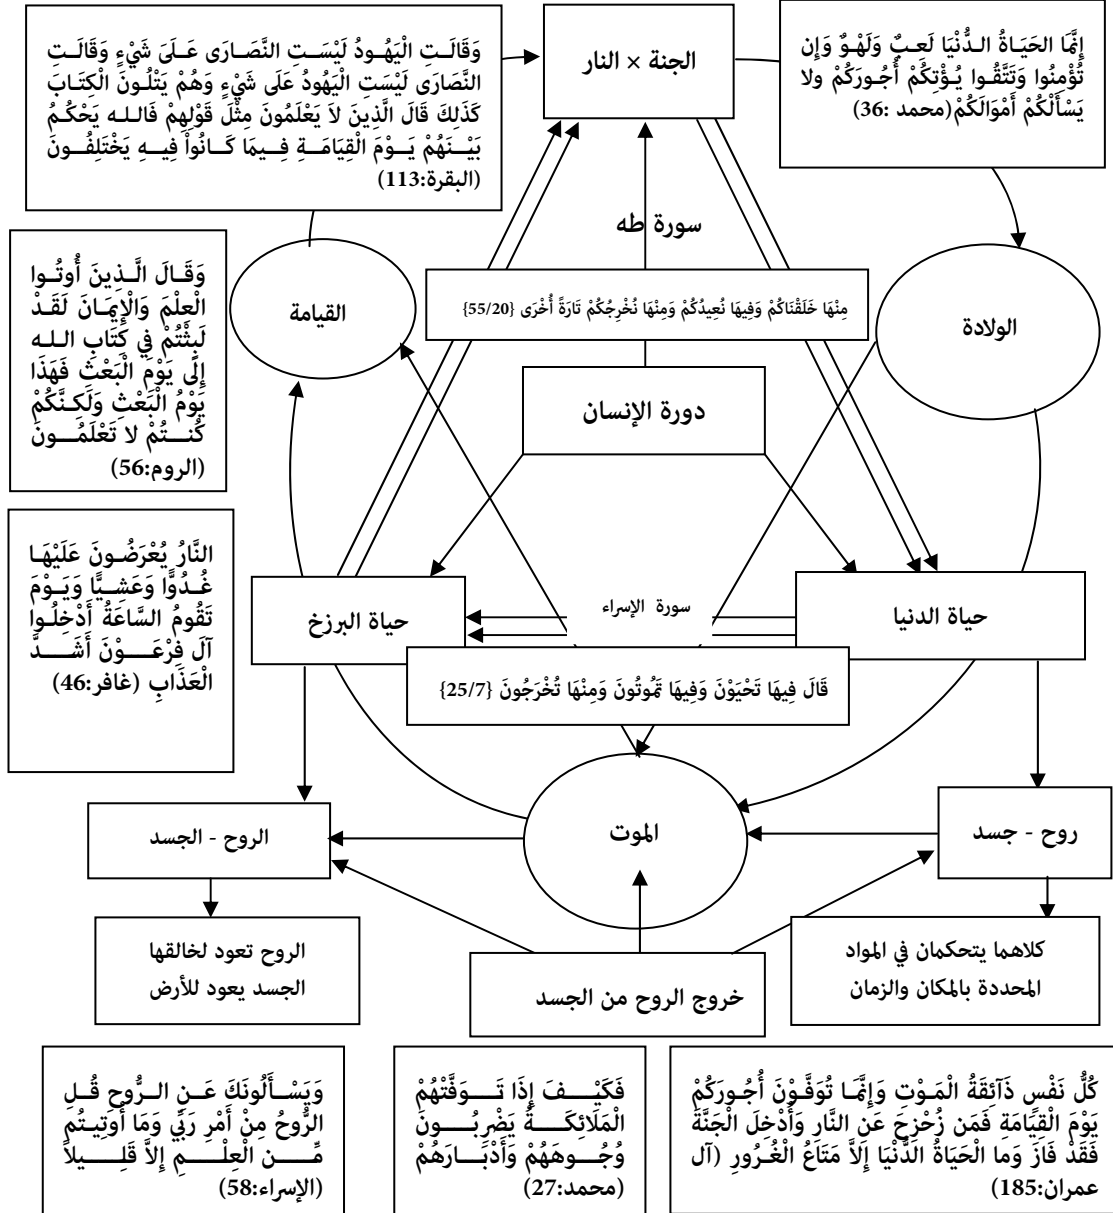 إِنَّمَا الحَيَاةُ الدُّنْيَا لَعِبٌ وَلَهْوٌ وَإِن
تُؤْمِنُوا وَتَتَّقُوا يُؤْتِكُمْ أُجُورَكُمْ ولا
يَسْأَلْكُمْ أَمْوَالَكُمْ(محمد :36)
الجنة × النار
وَقَالَتِ الْيَهُودُ لَيْسَتِ النَّصَارَى عَلَىَ شَيْءٍ وَقَالَتِ
النَّصَارَى لَيْسَتِ الْيَهُودُ عَلَى شَيْءٍ وَهُمْ يَتْلُونَ الْكِتَابَ
كَذَلِكَ قَالَ الَّذِينَ لاَ يَعْلَمُونَ مِثْلَ قَوْلِهِمْ فَاللـه يَحْكُمُ
بَيْنَهُمْ يَوْمَ الْقِيَامَةِ فِيمَا كَانُواْ فِيهِ يَخْتَلِفُونَ
(البقرة:113)
سورة طه
الولادة
مِنْهَا خَلَقْنَاكُمْ وَفِيهَا نُعِيدُكُمْ وَمِنْهَا نُخْرِجُكُمْ تَارَةً أُخْرَى {55/20}
القيامة
وَقَالَ الَّذِينَ أُوتُوا
الْعِلْمَ وَالْإِيمَانَ لَقَدْ
لَبِثْتُمْ فِي كِتَابِ اللـه
إِلَى يَوْمِ الْبَعْثِ فَهَذَا
يَوْمُ الْبَعْثِ وَلَكِنَّكُمْ
كُنتُمْ لا تَعْلَمُونَ
(الروم:56)
دورة الإنسان
النَّارُ يُعْرَضُونَ عَلَيْهَا
غُدُوًّا وَعَشِيًّا وَيَوْمَ
تَقُومُ السَّاعَةُ أَدْخِلُوا
آلَ فِرْعَوْنَ أَشَدَّ
الْعَذَابِ (غافر:46)
حياة الدنيا
سورة الإسراء
حياة البرزخ
قَالَ فِيهَا تَحْيَوْنَ وَفِيهَا تَمُوتُونَ وَمِنْهَا تُخْرَجُونَ {25/7}
روح - جسد
الموت
الروح - الجسد
كلاهما يتحكمان في المواد
المحددة بالمكان والزمان
خروج الروح من الجسد
الروح تعود لخالقها
الجسد يعود للأرض
كُلُّ نَفْسٍ ذَآئِقَةُ الْمَوْتِ وَإِنَّمَا تُوَفَّوْنَ أُجُورَكُمْ
يَوْمَ الْقِيَامَةِ فَمَن زُحْزِحَ عَنِ النَّارِ وَأُدْخِلَ الْجَنَّةَ
فَقَدْ فَازَ وَما الْحَيَاةُ الدُّنْيَا إِلاَّ مَتَاعُ الْغُرُورِ (آل
عمران:185)
فَكَيْفَ إِذَا تَوَفَّتْهُمْ
الْمَلَائِكَةُ يَضْرِبُونَ
وُجُوهَهُمْ وَأَدْبَارَهُمْ
(محمد:27)
وَيَسْأَلُونَكَ عَنِ الرُّوحِ قُلِ
الرُّوحُ مِنْ أَمْرِ رَبِّي وَمَا أُوتِيتُم
مِّن الْعِلْمِ إِلاَّ قَلِيلاً
(الإسراء:58)